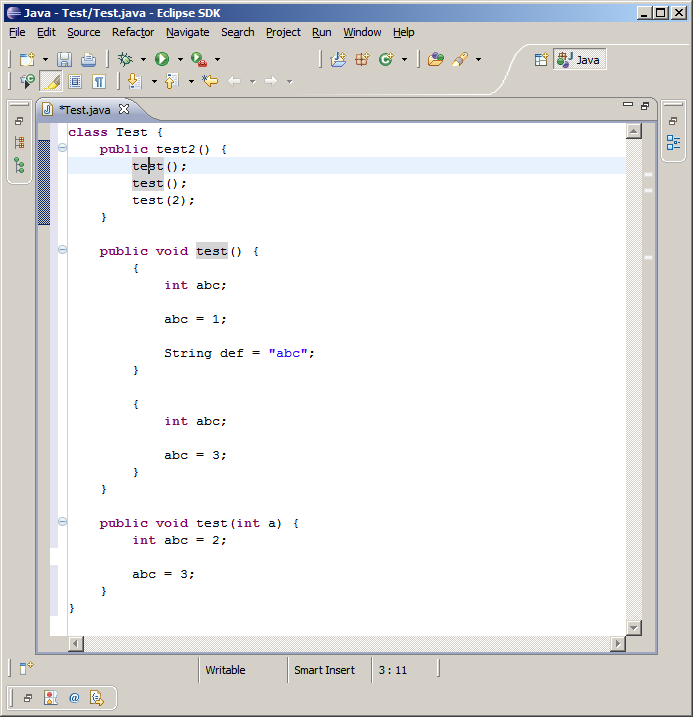 Java - Test/Test.java - Eclipse SDK
File Edit Source Refactor Navigate Search Project Run Window Help
Java
*Test.java
class Test {
    public test2() {
        test();
        test();
        test(2);
    }
    public void test() {
        {
            int abc;
            abc = 1;
            String def = "abc";
        }
        {
            int abc;
            abc = 3;
        }
    }
    public void test(int a) {
        int abc = 2;
        abc = 3;
    }
}
Writable Smart Insert 3 : 11